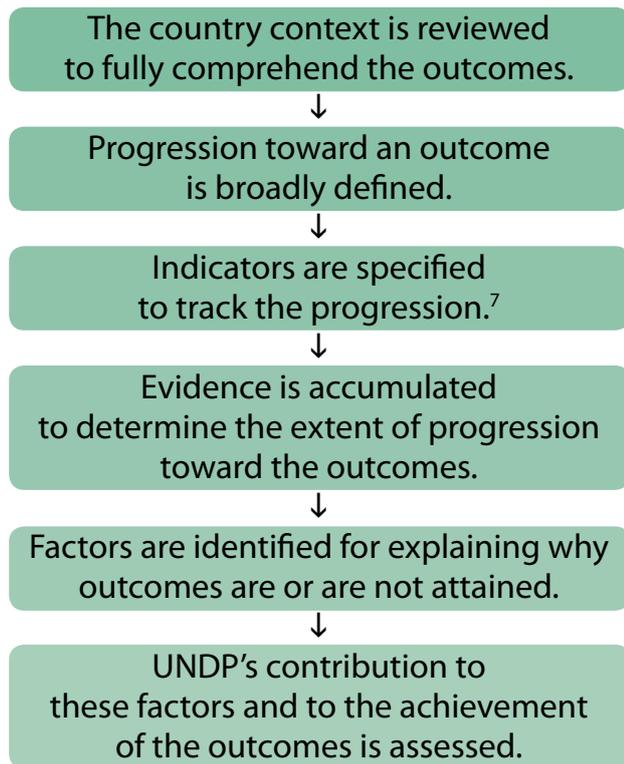 The country context is reviewed
to fully comprehend the outcomes.
↓
Progression toward an outcome
is broadly defined.
↓
Indicators are specified
to track the progression.⁷
↓
Evidence is accumulated
to determine the extent of progression
toward the outcomes.
↓
Factors are identified for explaining why
outcomes are or are not attained.
↓
UNDP’s contribution to
these factors and to the achievement
of the outcomes is assessed.